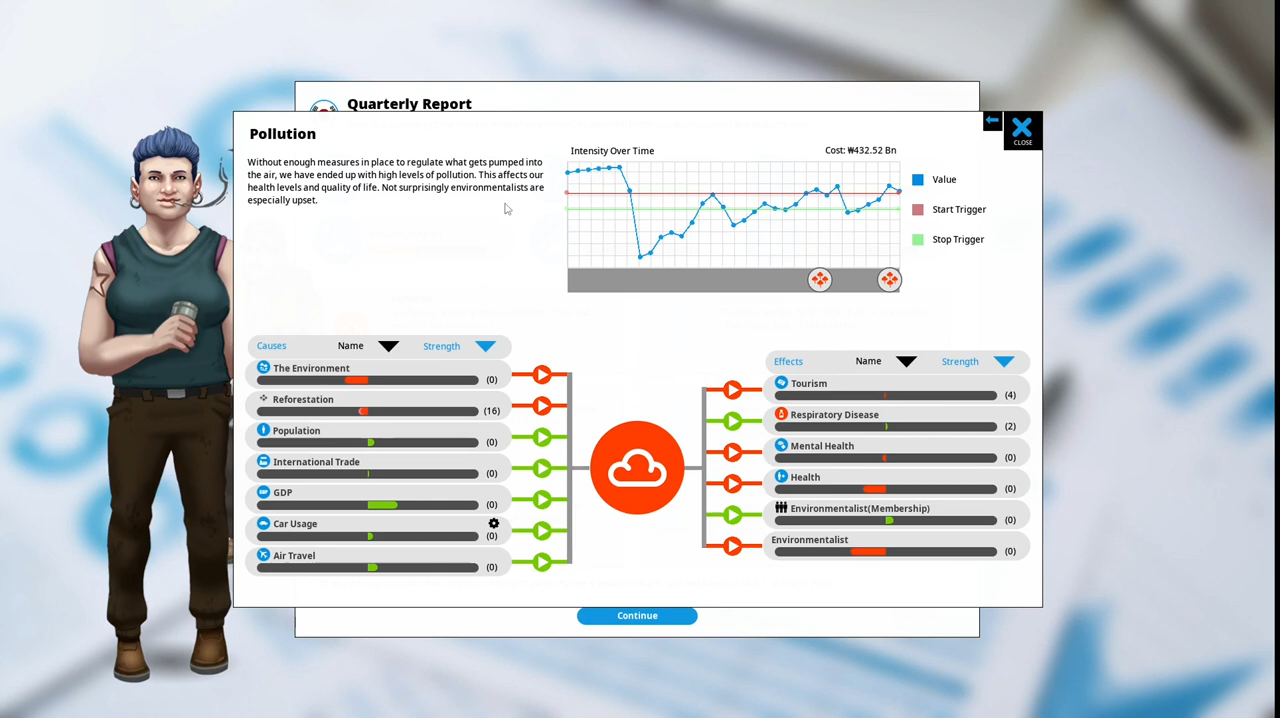 Quarterly Report
Pollution
CLOSE
Without enough measures in place to regulate what gets pumped into
the air, we have ended up with high levels of pollution. This affects our
health levels and quality of life. Not surprisingly environmentalists are
especially upset.
Intensity Over Time
Cost: ₩432.52 Bn
Value
Start Trigger
Stop Trigger
Causes Name Strength
The Environment
(0)
Reforestation
(16)
Population
(0)
International Trade
(0)
GDP
(0)
Car Usage
(0)
Air Travel
(0)
Effects Name Strength
Tourism
(4)
Respiratory Disease
(2)
Mental Health
(0)
Health
(0)
Environmentalist(Membership)
(0)
Environmentalist
(0)
Continue